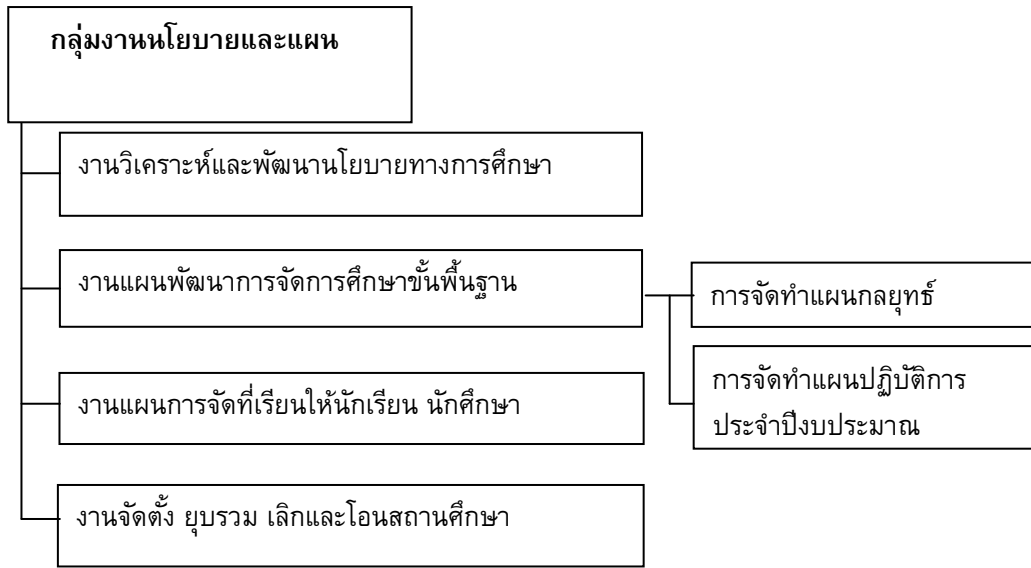 กลุ่มงานนโยบายและแผน
งานวิเคราะห์และพัฒนานโยบายทางการศึกษา
งานแผนพัฒนาการจัดการศึกษาขั้นพื้นฐาน
การจัดทำแผนกลยุทธ์
การจัดทำแผนปฏิบัติการ
ประจำปีงบประมาณ
งานแผนการจัดที่เรียนให้นักเรียน นักศึกษา
งานจัดตั้ง ยุบรวม เลิกและโอนสถานศึกษา